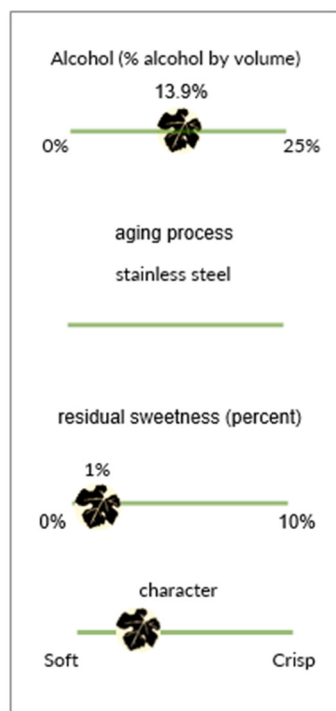 Alcohol (% alcohol by volume)
13.9%
0% 25%
aging process
stainless steel
residual sweetness (percent)
1%
0% 10%
character
Soft Crisp